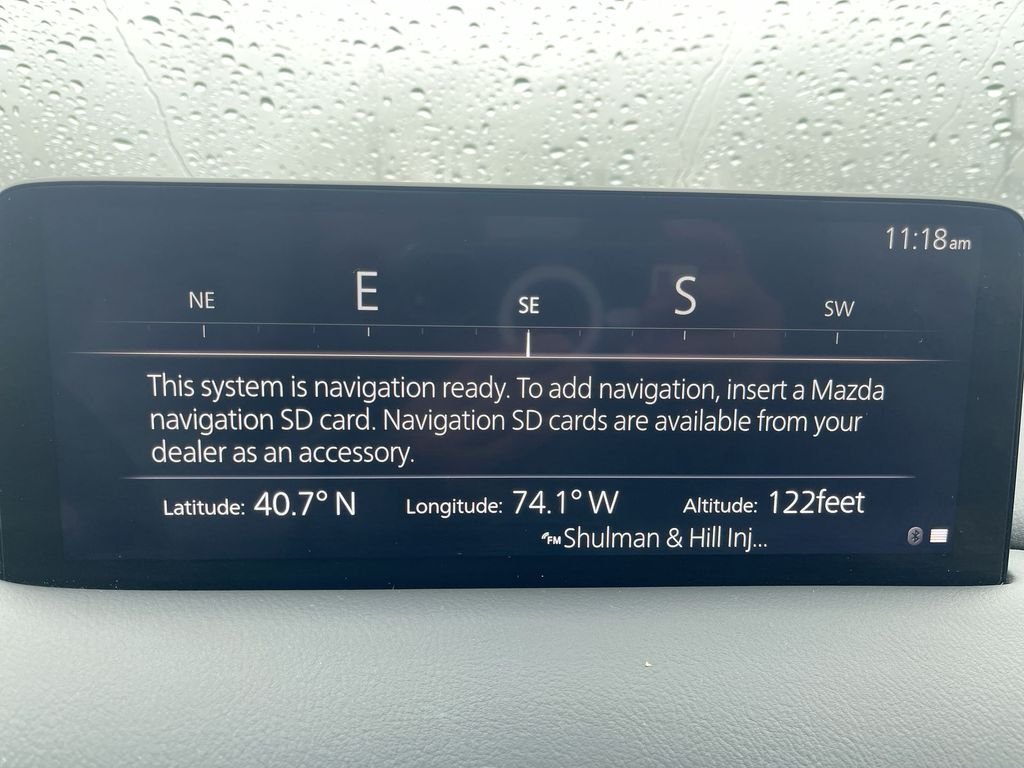 11:18am
NE E SE S SW
This system is navigation ready. To add navigation, insert a Mazda
navigation SD card. Navigation SD cards are available from your
dealer as an accessory.
Latitude: 40.7° N Longitude: 74.1° W Altitude: 122feet
FM Shulman & Hill Inj...